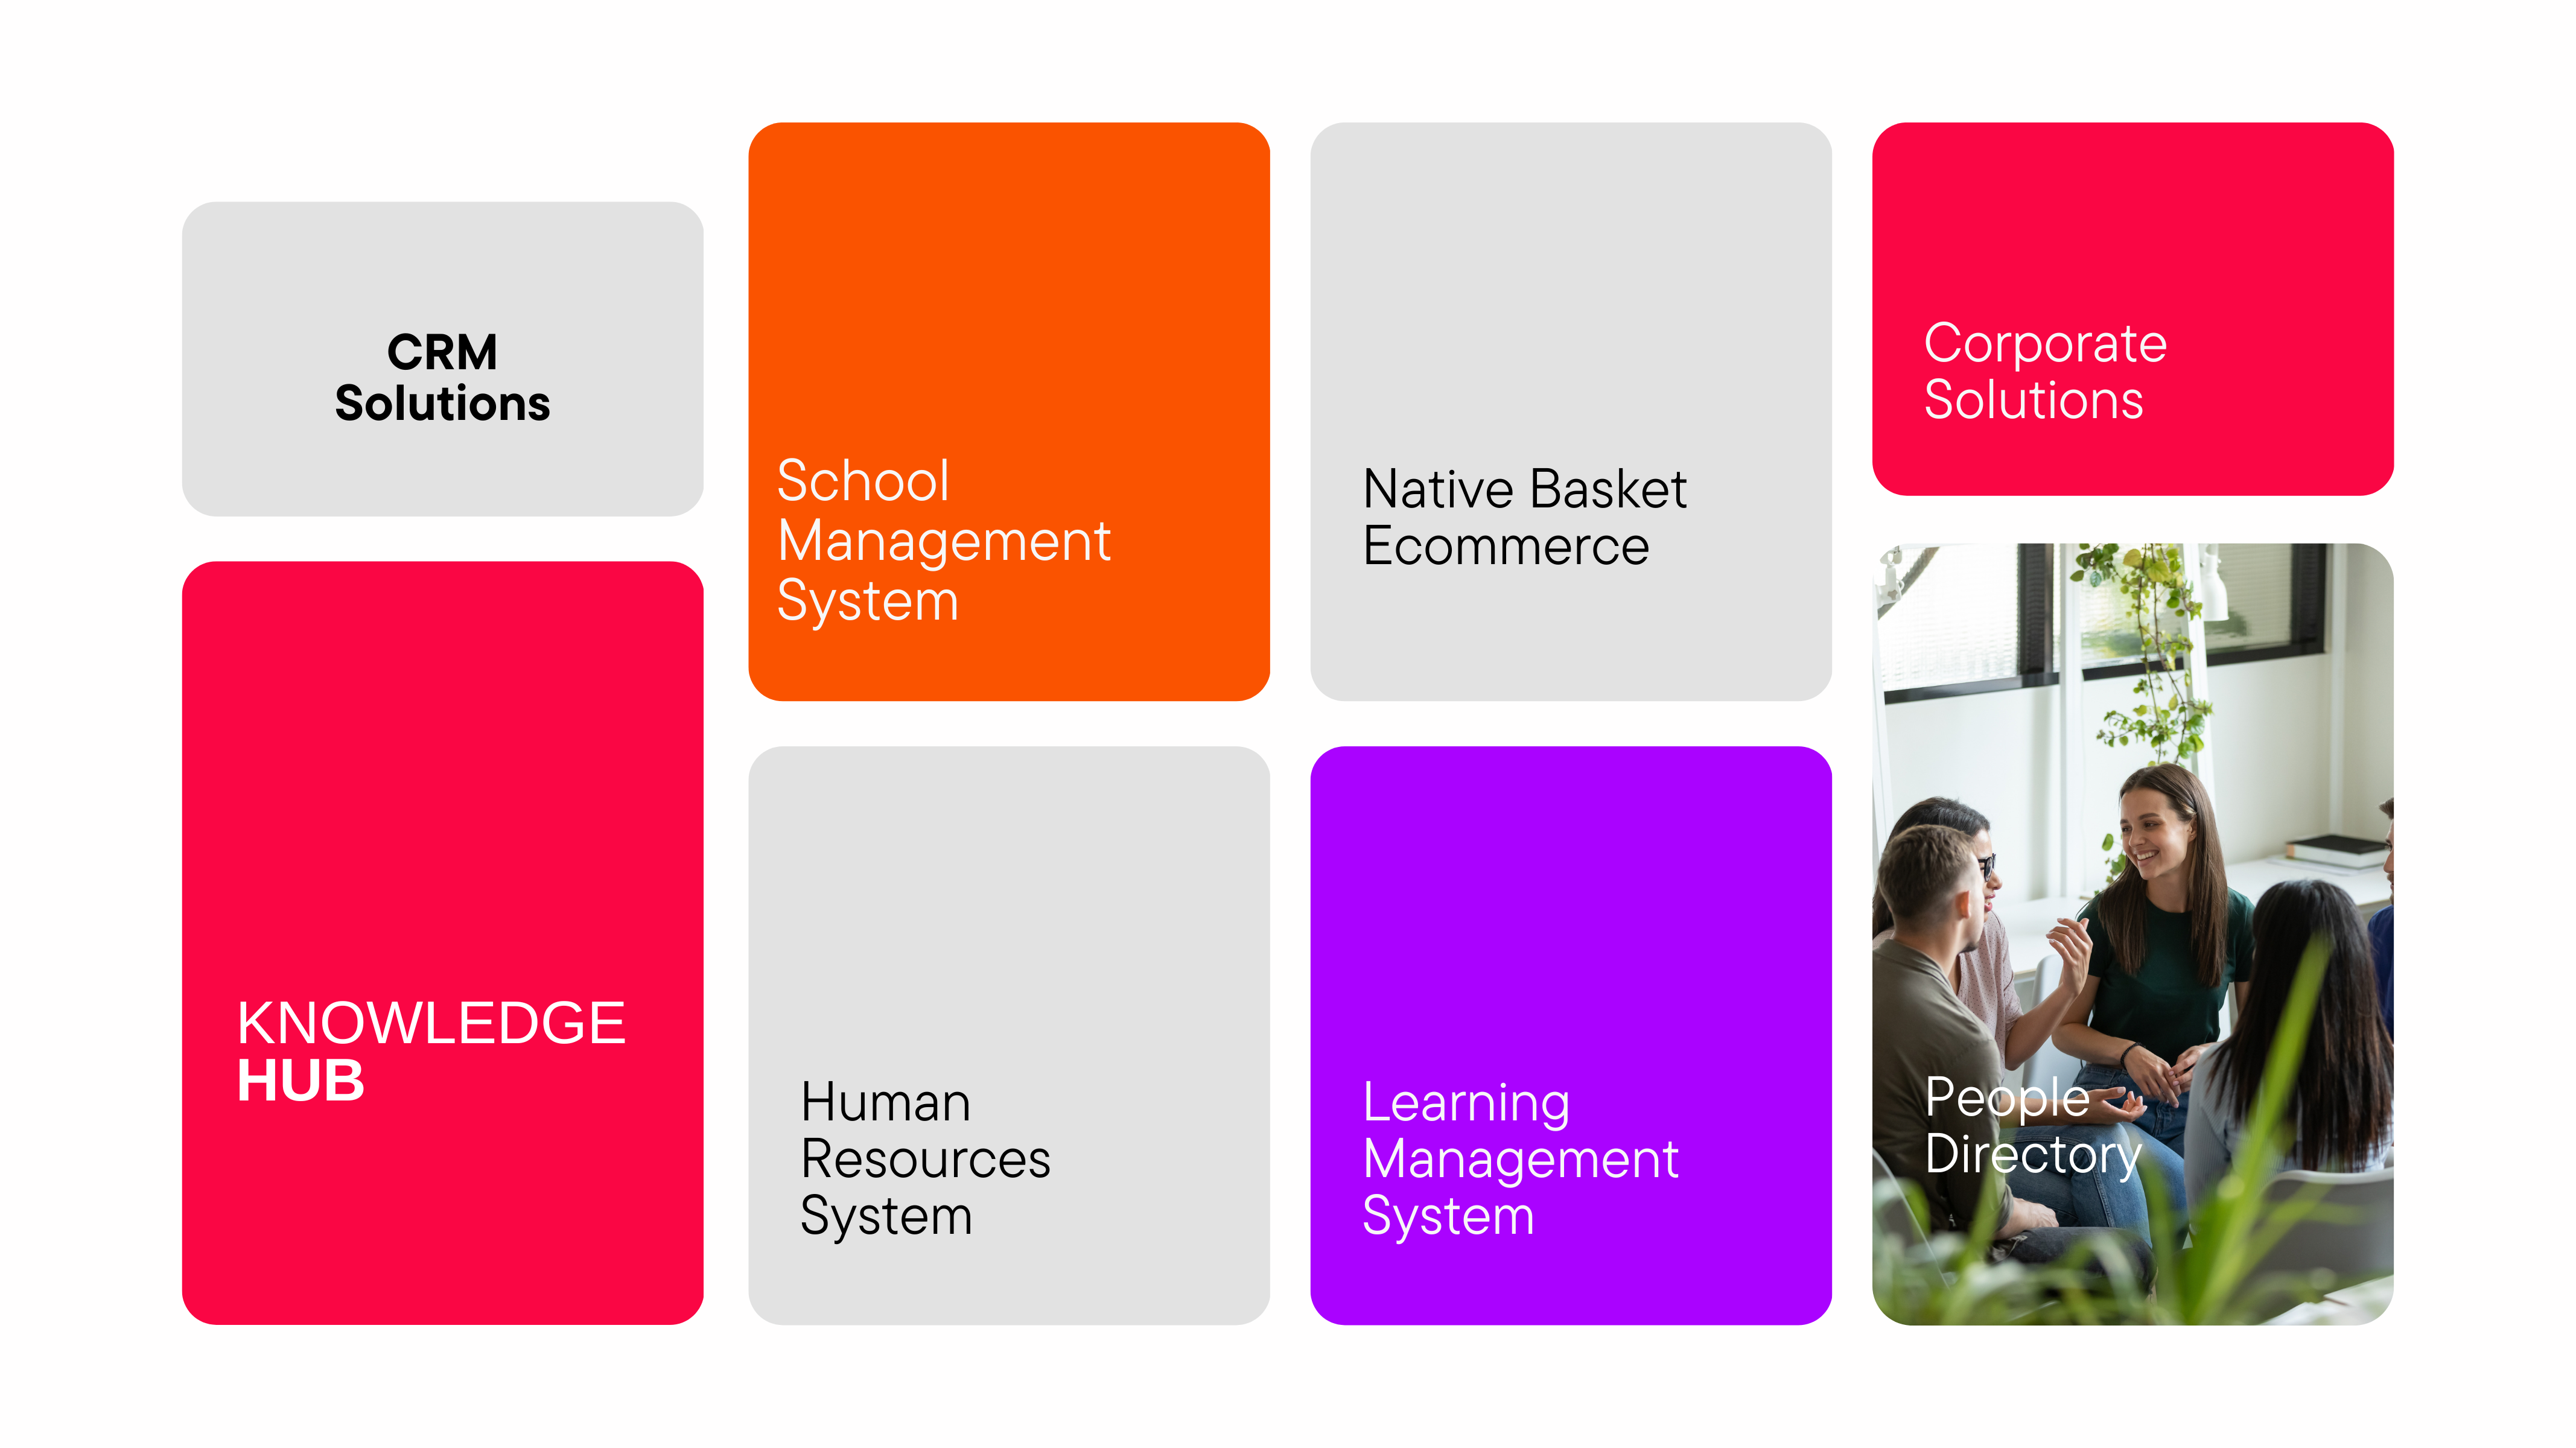 CRM
Solutions
KNOWLEDGE
HUB
School
Management
System
Human
Resources
System
Native Basket
Ecommerce
Learning
Management
System
Corporate
Solutions
People
Directory